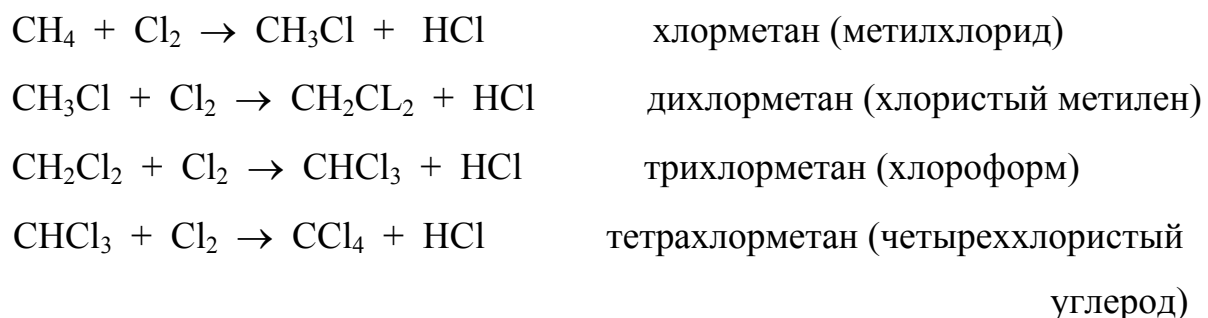 CH₄ + Cl₂ → CH₃Cl + HCl хлорметан (метилхлорид)
CH₃Cl + Cl₂ → CH₂CL₂ + HCl дихлорметан (хлористый метилен)
CH₂Cl₂ + Cl₂ → CHCl₃ + HCl трихлорметан (хлороформ)
CHCl₃ + Cl₂ → CCl₄ + HCl тетрахлорметан (четыреххлористый
углерод)